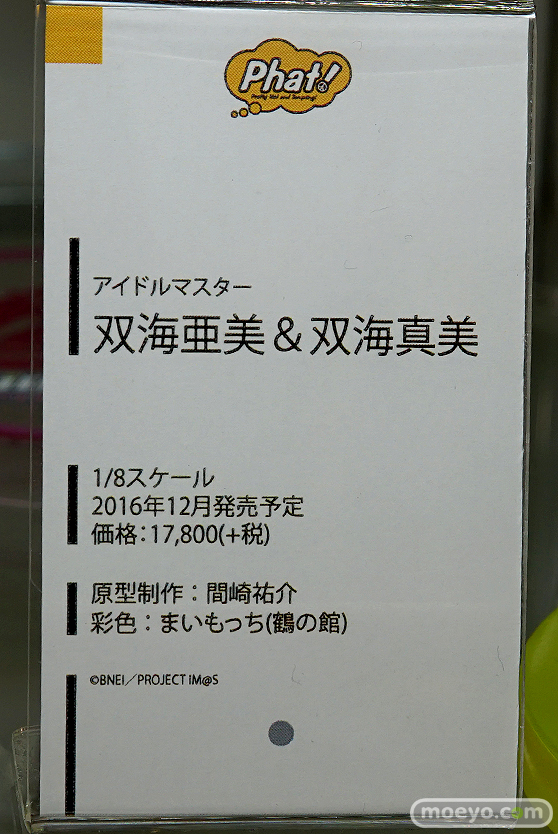 Phat!
アイドルマスター
双海亜美＆双海真美
1/8スケール
2016年12月発売予定
価格：17,800(+税)
原型制作：間崎祐介
彩色：まいもっち(鶴の館)
©BNEI／PROJECT iM@S
moeyo.com